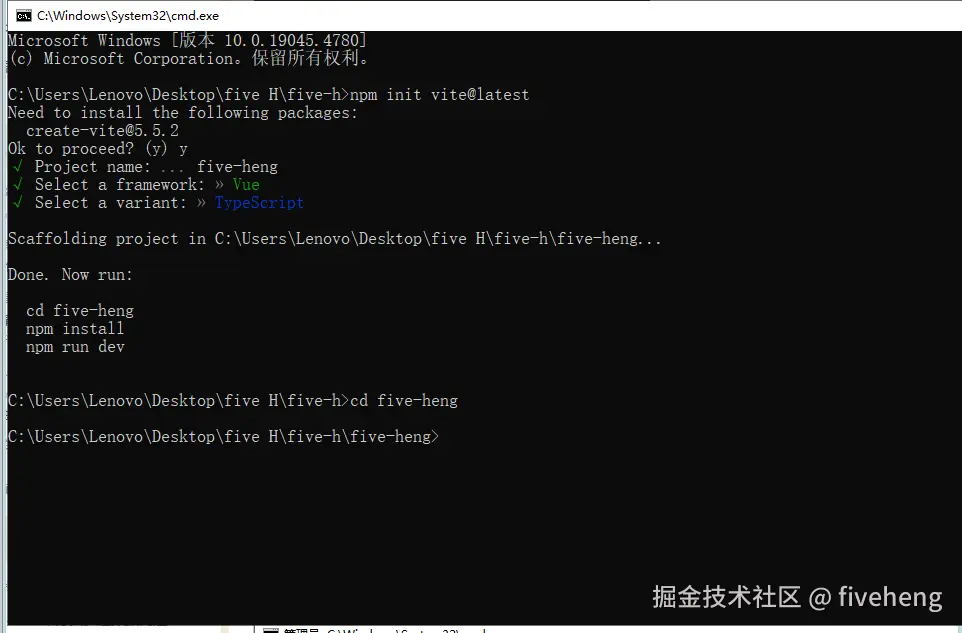 C:\Windows\System32\cmd.exe
Microsoft Windows [版本 10.0.19045.4780]
(c) Microsoft Corporation。保留所有权利。
C:\Users\Lenovo\Desktop\five H\five-h>npm init vite@latest
Need to install the following packages:
create-vite@5.5.2
Ok to proceed? (y) y
√ Project name: ... five-heng
√ Select a framework: » Vue
√ Select a variant: » TypeScript
Scaffolding project in C:\Users\Lenovo\Desktop\five H\five-h\five-heng...
Done. Now run:
cd five-heng
npm install
npm run dev
C:\Users\Lenovo\Desktop\five H\five-h>cd five-heng
C:\Users\Lenovo\Desktop\five H\five-h\five-heng>
掘金技术社区 @ fiveheng